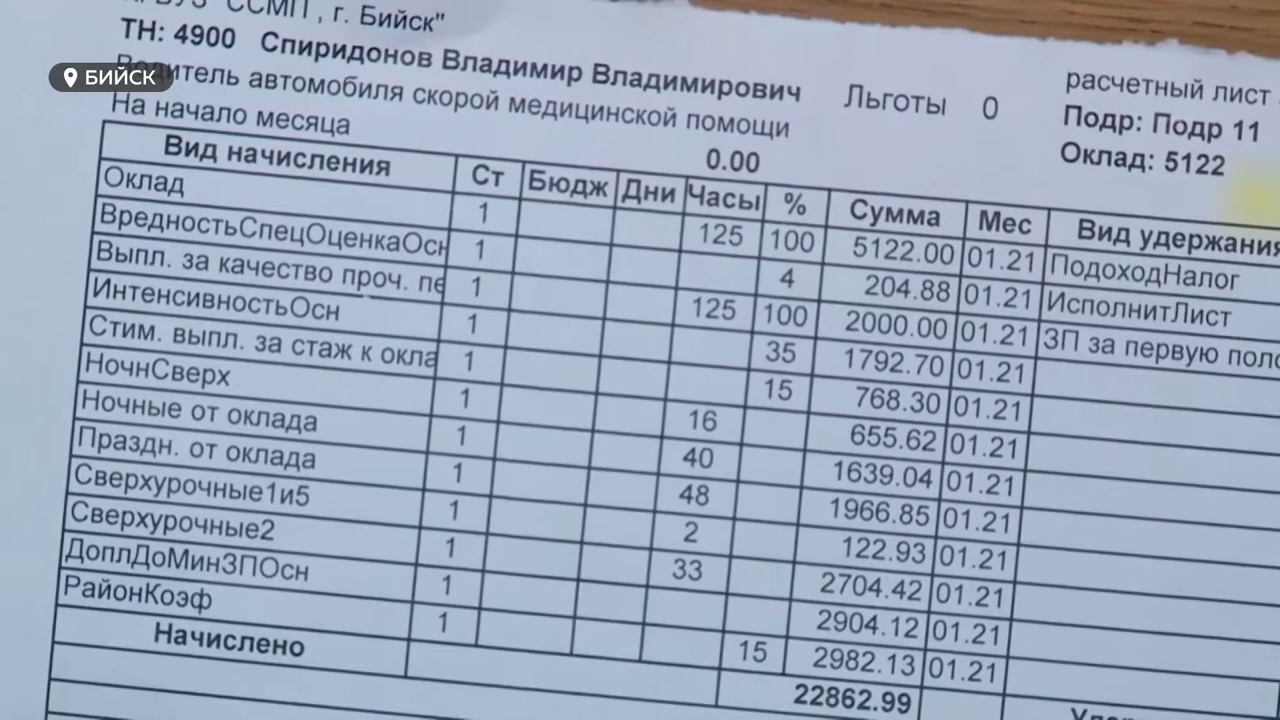 "ССМП , г. Бийск"
ТН: 4900 Спиридонов Владимир Владимирович
БИЙСК
автомобиля скорой медицинской помощи
Льготы 0
расчетный лист
Подр: Подр 11
Оклад: 5122
На начало месяца 0.00
Вид начисления Ст Бюдж Дни Часы % Сумма Мес Вид удержания
Оклад 1 125 100 5122.00 01.21 ПодоходНалог
ВредностьСпецОценкаОсн 1 4 204.88 01.21 ИсполнитЛист
Выпл. за качество проч. пе 1 125 100 2000.00 01.21 ЗП за первую поло
ИнтенсивностьОсн 1 35 1792.70 01.21
Стим. выпл. за стаж к окла 1 15 768.30 01.21
НочнСверх 1 16 655.62 01.21
Ночные от оклада 1 40 1639.04 01.21
Праздн. от оклада 1 48 1966.85 01.21
Сверхурочные1и5 1 2 122.93 01.21
Сверхурочные2 1 33 2704.42 01.21
ДоплДоМинЗПОсн 1 2904.12 01.21
РайонКоэф 1 15 2982.13 01.21
Начислено 22862.99